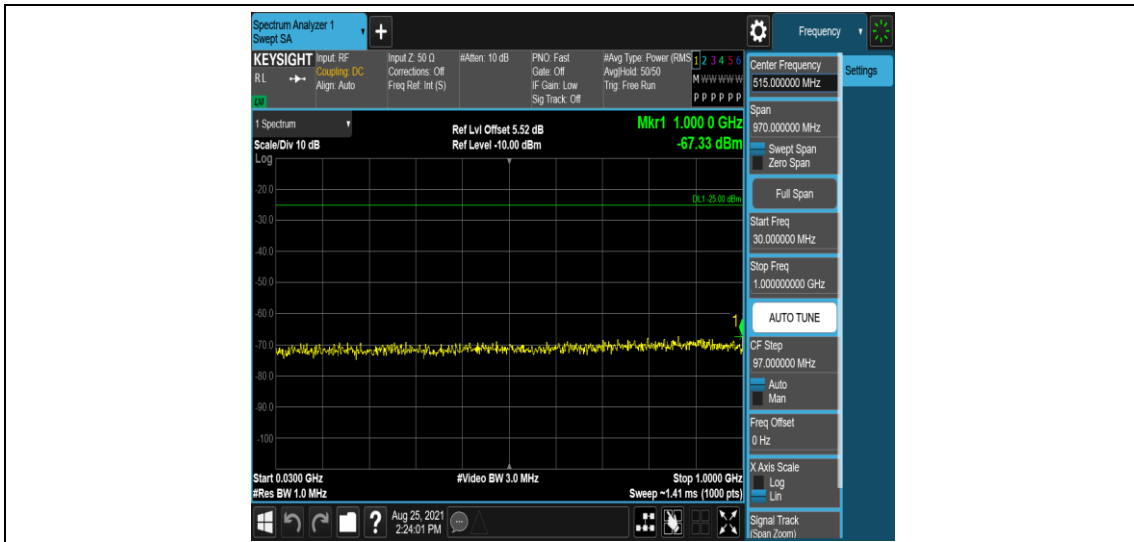 Spectrum Analyzer 1
Swept SA
+
Frequency
KEYSIGHT Input: RF Input Z: 50 Ω #Atten: 10 dB PNO: Fast #Avg Type: Power (RMS 1 2 3 4 5 6
RL Coupling: DC Corrections: Off Gate: Off Avg|Hold: 50/50 M W W W W W
Align: Auto Freq Ref: Int (S) IF Gain: Low Trig: Free Run
Sig Track: Off P P P P P P
LXI
1 Spectrum
Scale/Div 10 dB
Ref Lvl Offset 5.52 dB
Ref Level -10.00 dBm
Mkr1 1.000 0 GHz
-67.33 dBm
Log
-20.0
DL1 -25.00 dBm
-30.0
-40.0
-50.0
-60.0
1
-70.0
-80.0
-90.0
-100
Start 0.0300 GHz #Video BW 3.0 MHz Stop 1.0000 GHz
#Res BW 1.0 MHz Sweep ~1.41 ms (1000 pts)
?
Aug 25, 2021
2:24:01 PM
Center Frequency
515.000000 MHz
Settings
Span
970.000000 MHz
Swept Span
Zero Span
Full Span
Start Freq
30.000000 MHz
Stop Freq
1.000000000 GHz
AUTO TUNE
CF Step
97.000000 MHz
Auto
Man
Freq Offset
0 Hz
X Axis Scale
Log
Lin
Signal Track
(Span Zoom)